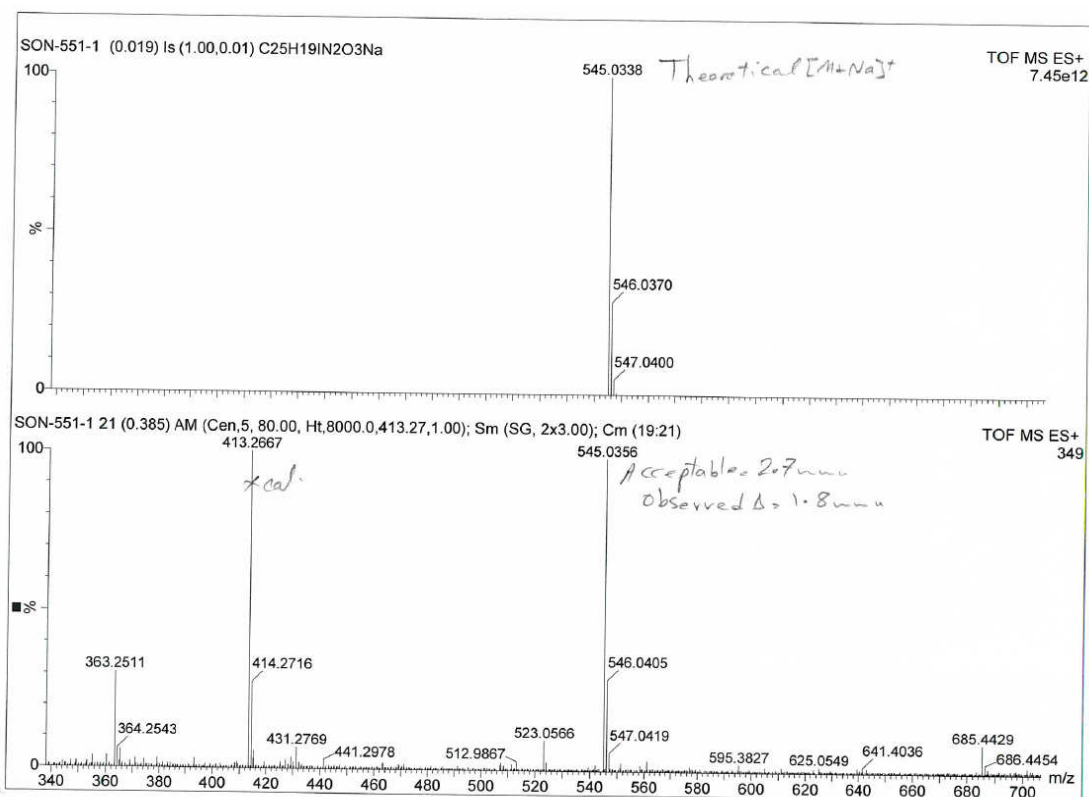 SON-551-1 (0.019) Is (1.00,0.01) C25H19IN2O3Na
TOF MS ES+
7.45e12
100
545.0338
Theoretical [M+Na]+
%
546.0370
547.0400
0
SON-551-1 21 (0.385) AM (Cen,5, 80.00, Ht,8000.0,413.27,1.00); Sm (SG, 2x3.00); Cm (19:21)
TOF MS ES+
349
100
413.2667
545.0356
* cal.
Acceptable = 2.7 mmu
Observed Δ = 1.8 mmu
%
363.2511
414.2716
546.0405
364.2543
431.2769
441.2978
512.9867
523.0566
547.0419
595.3827
625.0549
641.4036
685.4429
686.4454
0
340 360 380 400 420 440 460 480 500 520 540 560 580 600 620 640 660 680 700 m/z